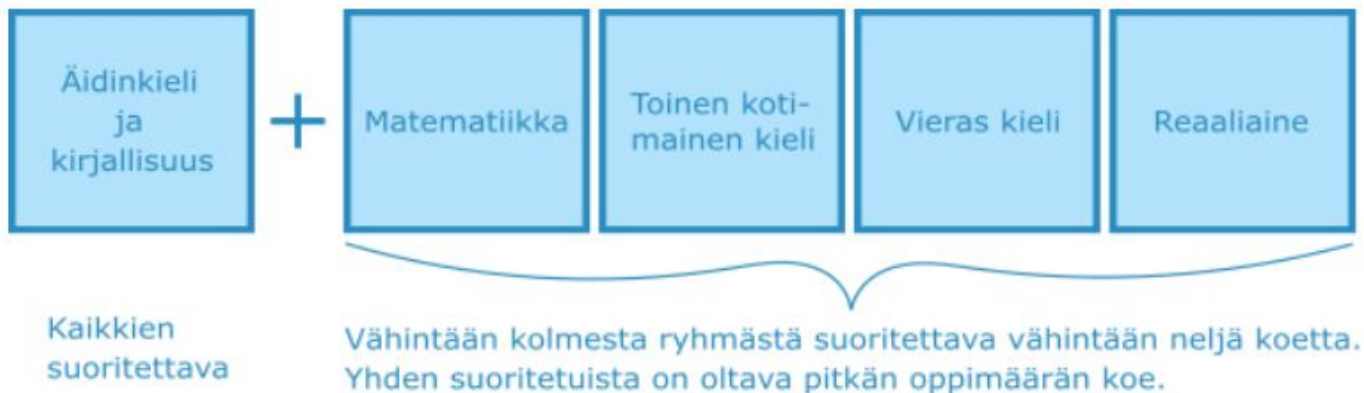 Äidinkieli
ja
kirjallisuus
+
Matematiikka
Toinen koti-
mainen kieli
Vieras kieli
Reaaliaine
Kaikkien
suoritettava
Vähintään kolmesta ryhmästä suoritettava vähintään neljä koetta.
Yhden suoritetuista on oltava pitkän oppimäärän koe.